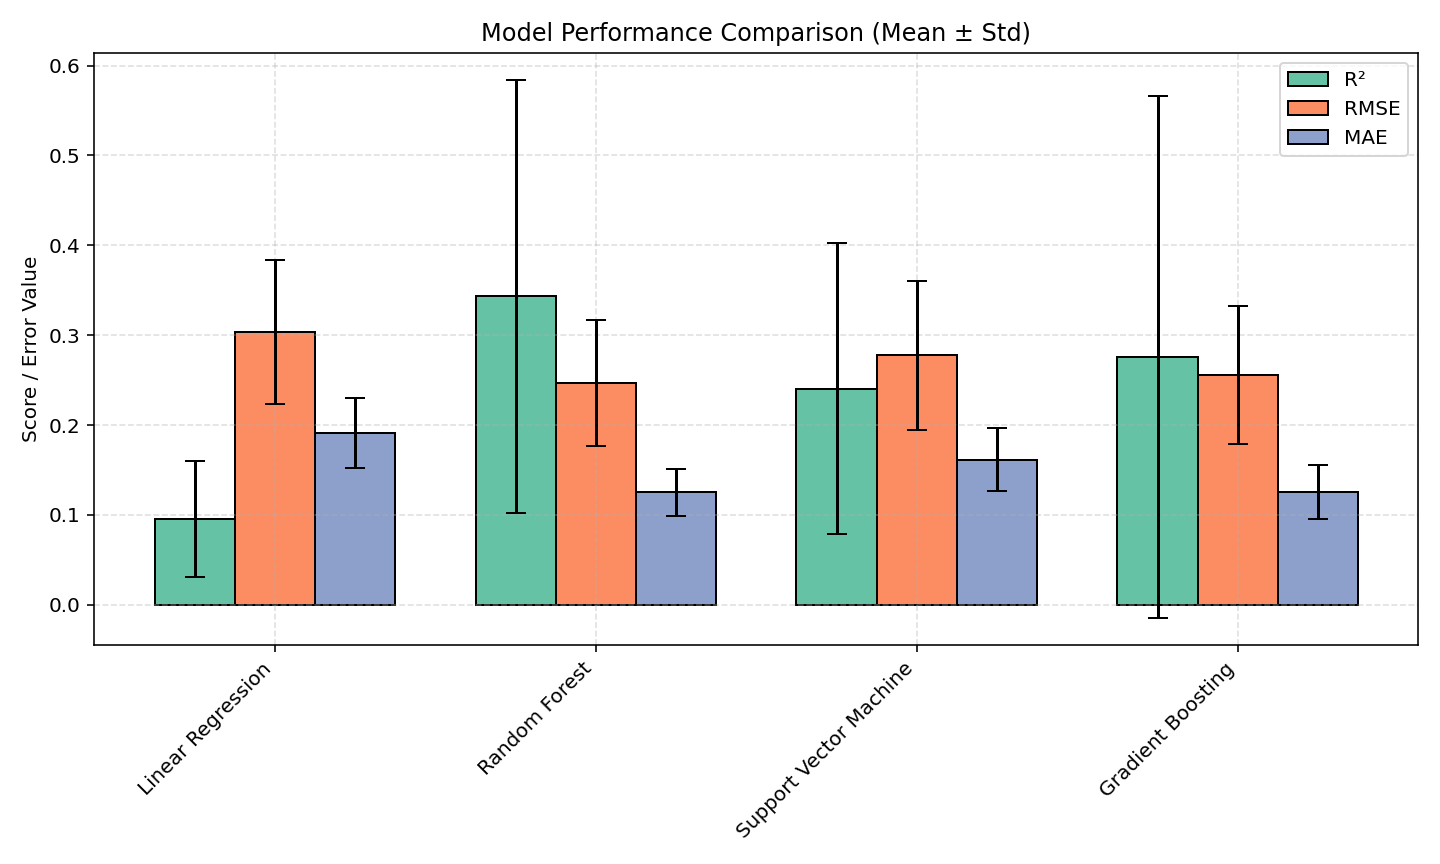 Model Performance Comparison (Mean ± Std)
Score / Error Value
0.6
0.5
0.4
0.3
0.2
0.1
0.0
R²
RMSE
MAE
Linear Regression
Random Forest
Support Vector Machine
Gradient Boosting